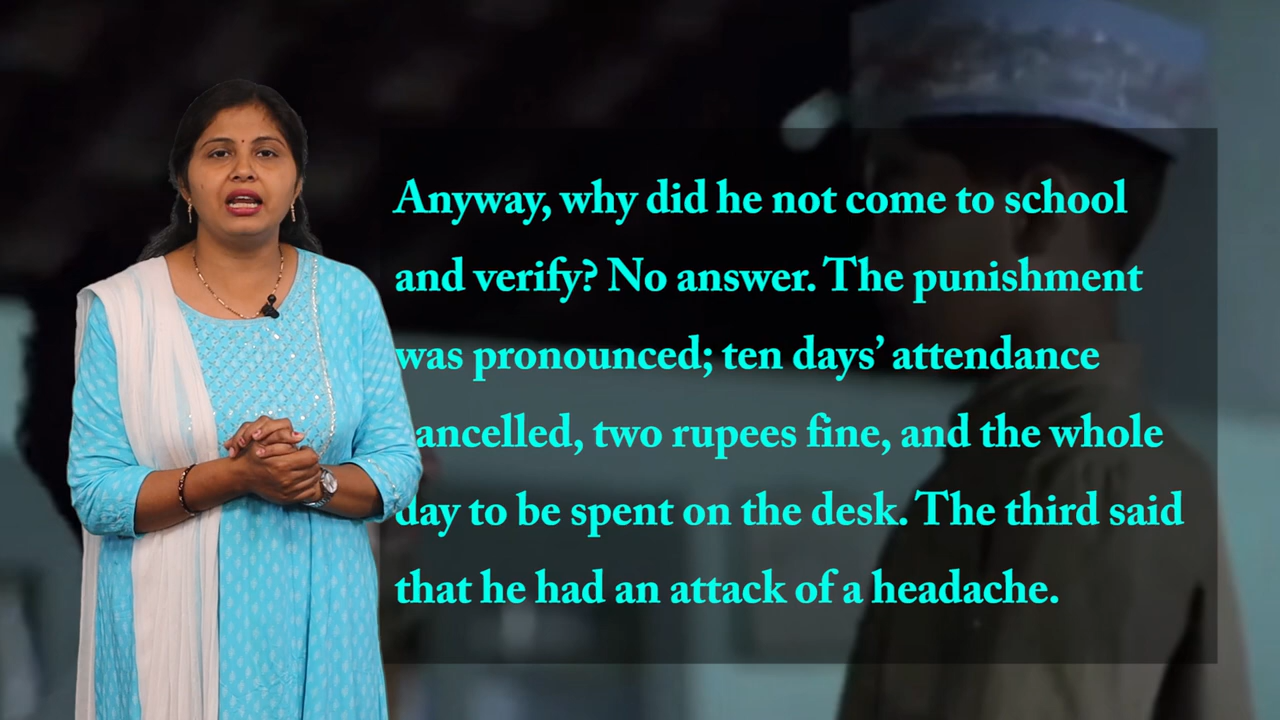 Anyway, why did he not come to school
and verify? No answer. The punishment
was pronounced; ten days’ attendance
cancelled, two rupees fine, and the whole
day to be spent on the desk. The third said
that he had an attack of a headache.